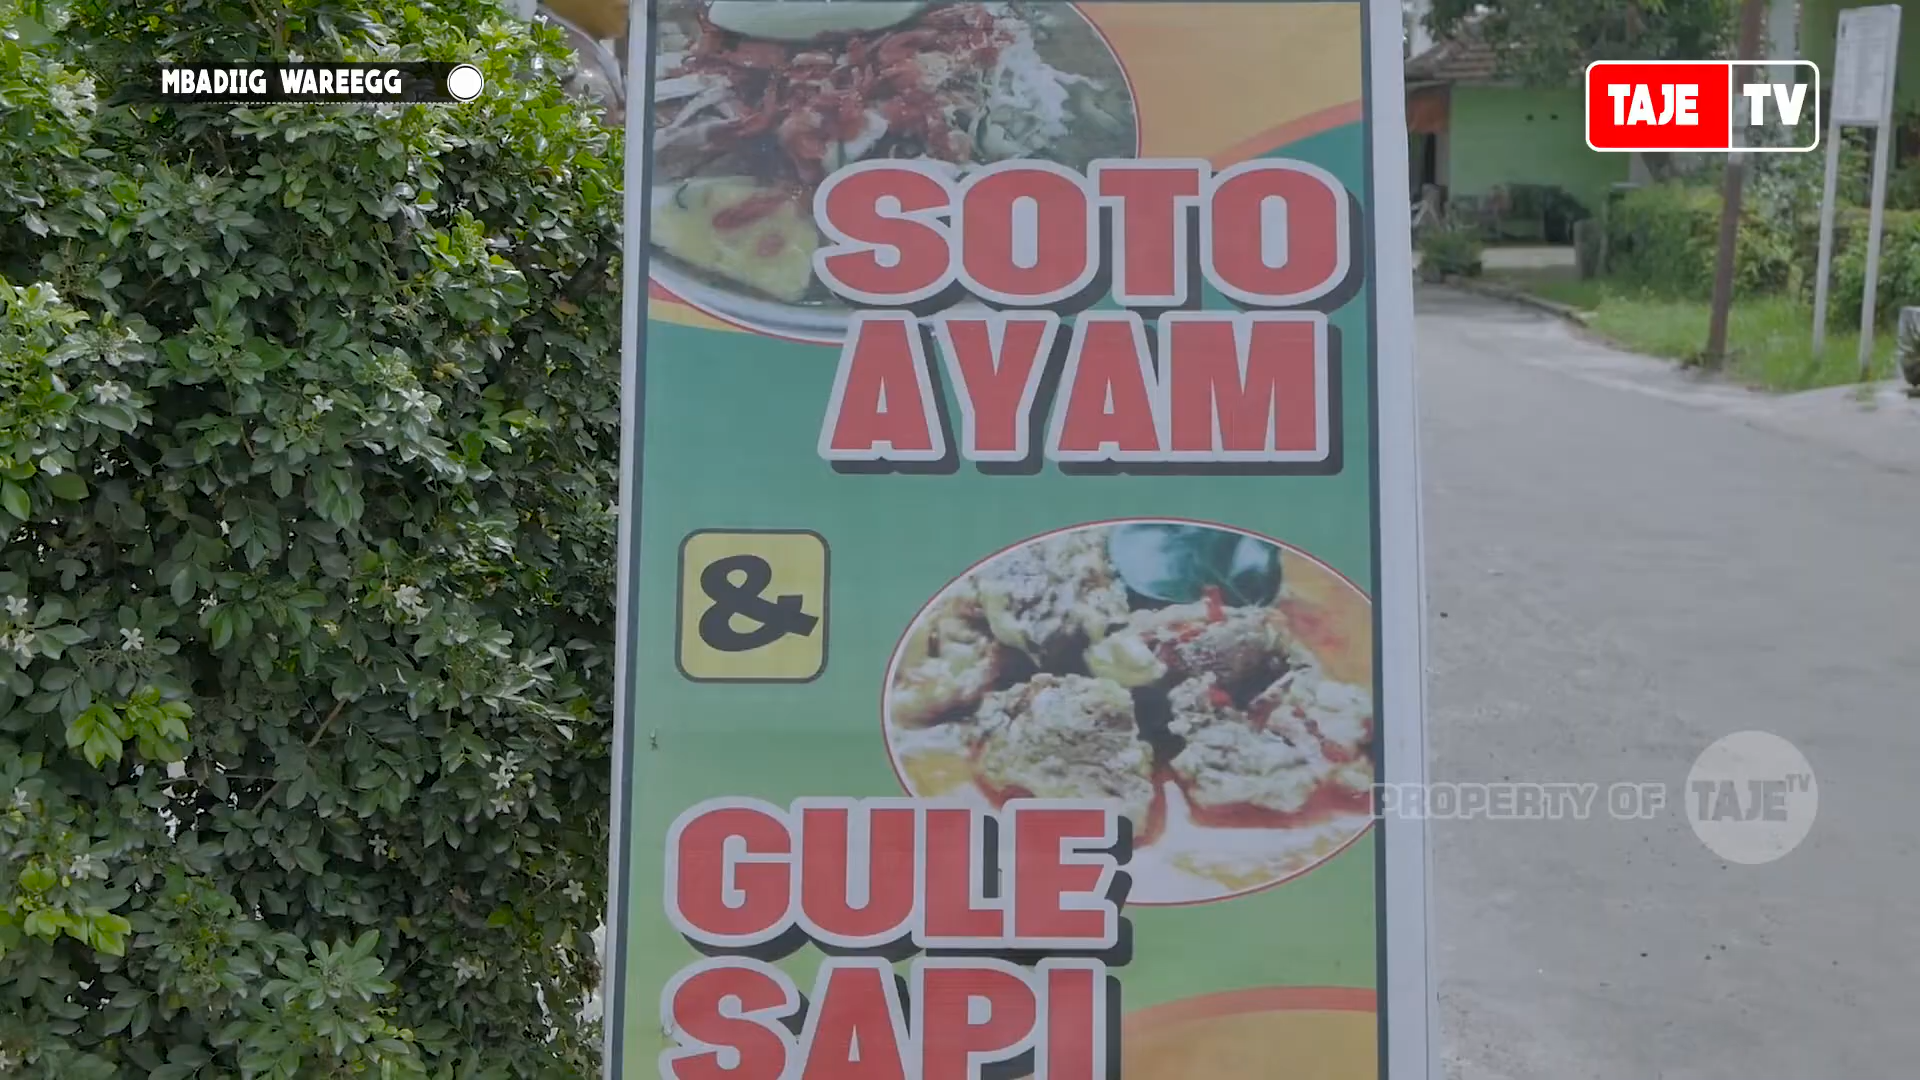 MBADIIG WAREEGG
TAJE TV
SOTO
AYAM
&
GULE
SAPI
PROPERTY OF TAJE TV